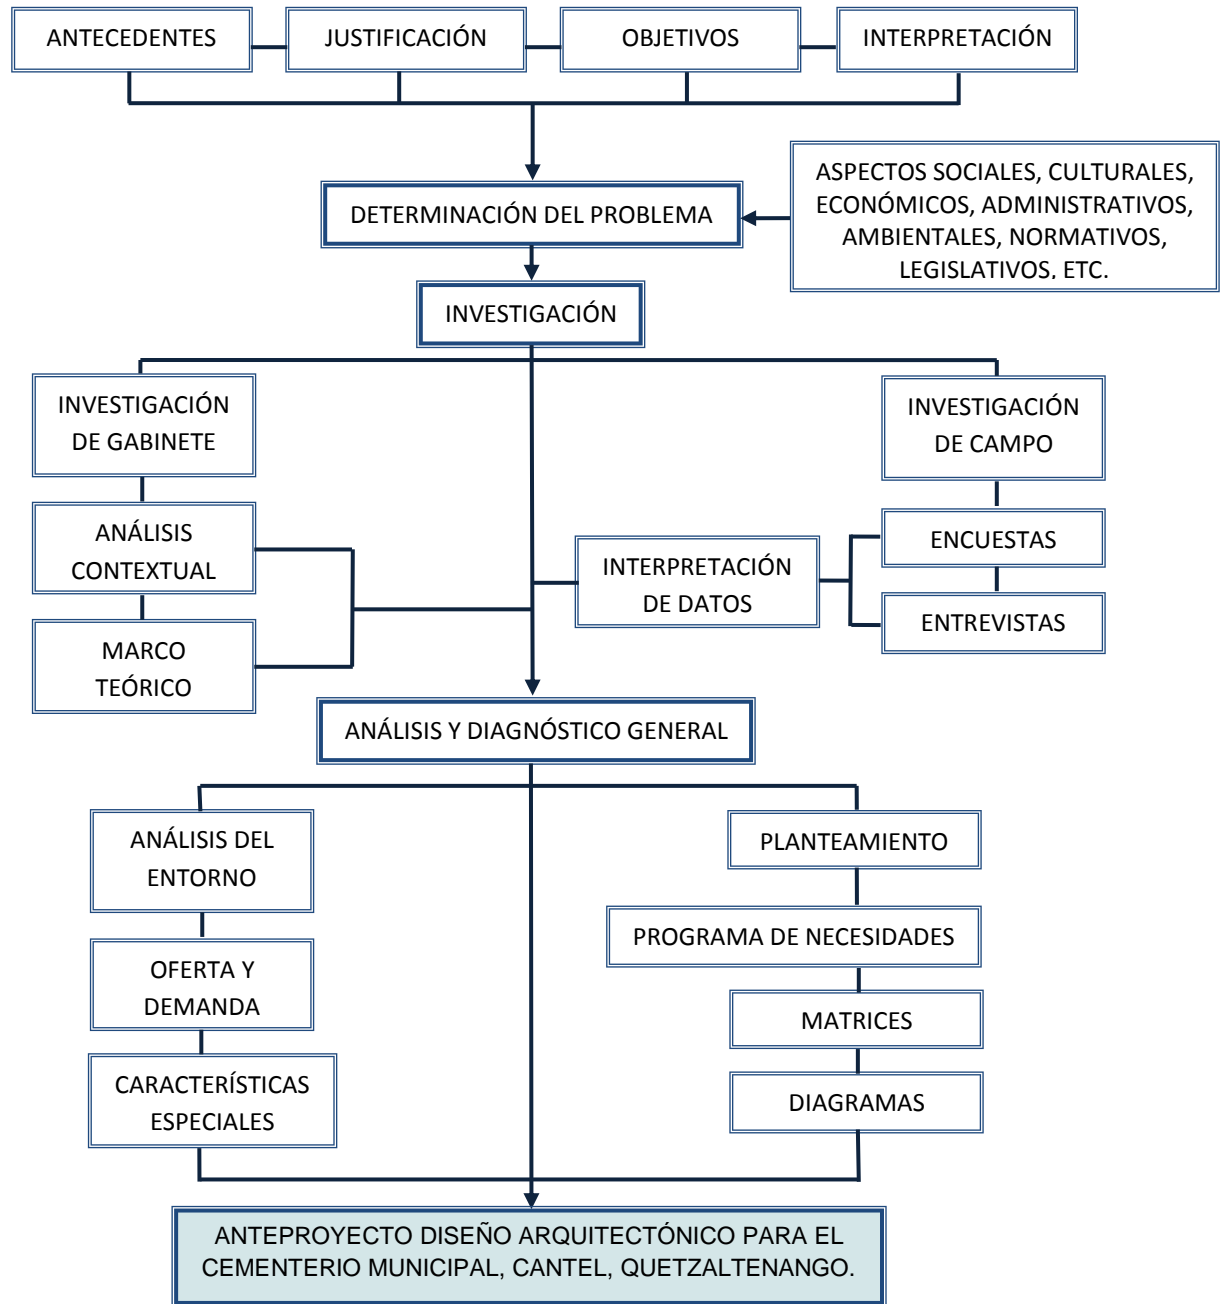 ANTECEDENTES
JUSTIFICACIÓN
OBJETIVOS
INTERPRETACIÓN
ASPECTOS SOCIALES, CULTURALES,
ECONÓMICOS, ADMINISTRATIVOS,
AMBIENTALES, NORMATIVOS,
LEGISLATIVOS, ETC.
DETERMINACIÓN DEL PROBLEMA
INVESTIGACIÓN
INVESTIGACIÓN
DE GABINETE
INVESTIGACIÓN
DE CAMPO
ANÁLISIS
CONTEXTUAL
ENCUESTAS
INTERPRETACIÓN
DE DATOS
ENTREVISTAS
MARCO
TEÓRICO
ANÁLISIS Y DIAGNÓSTICO GENERAL
ANÁLISIS DEL
ENTORNO
PLANTEAMIENTO
PROGRAMA DE NECESIDADES
OFERTA Y
DEMANDA
MATRICES
CARACTERÍSTICAS
ESPECIALES
DIAGRAMAS
ANTEPROYECTO DISEÑO ARQUITECTÓNICO PARA EL
CEMENTERIO MUNICIPAL, CANTEL, QUETZALTENANGO.